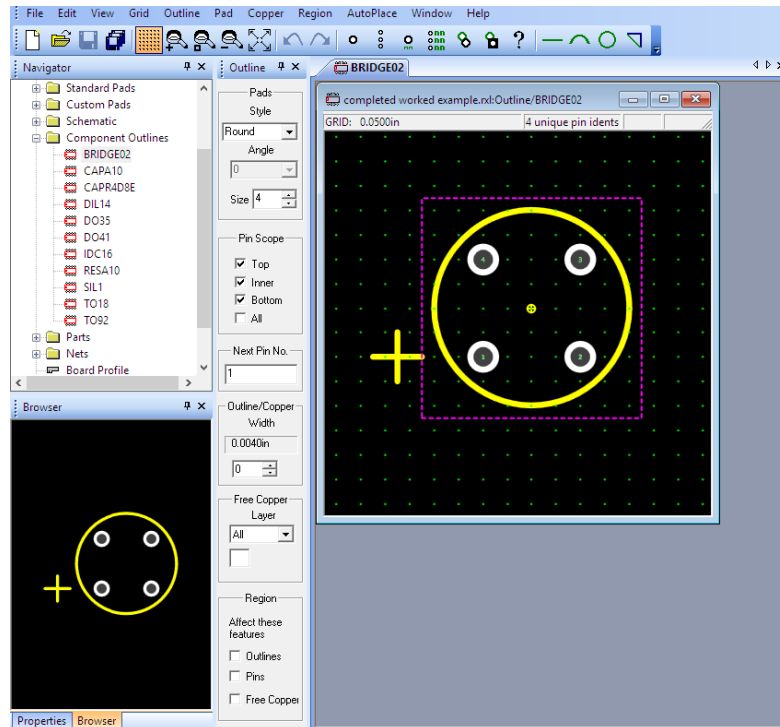 File Edit View Grid Outline Pad Copper Region AutoPlace Window Help
Navigator
Standard Pads
Custom Pads
Schematic
Component Outlines
BRIDGE02
CAPA10
CAPR4D8E
DIL14
DO35
DO41
IDC16
RESA10
SIL1
TO18
TO92
Parts
Nets
Board Profile
Browser
Properties Browser
Outline
Pads
Style
Round
Angle
0
Size 4
Pin Scope
Top
Inner
Bottom
All
Next Pin No.
1
Outline/Copper
Width
0.0040in
0
Free Copper
Layer
All
Region
Affect these
features
Outlines
Pins
Free Copper
BRIDGE02
completed worked example.rxl:Outline/BRIDGE02
GRID: 0.0500in 4 unique pin idents
4 3
1 2